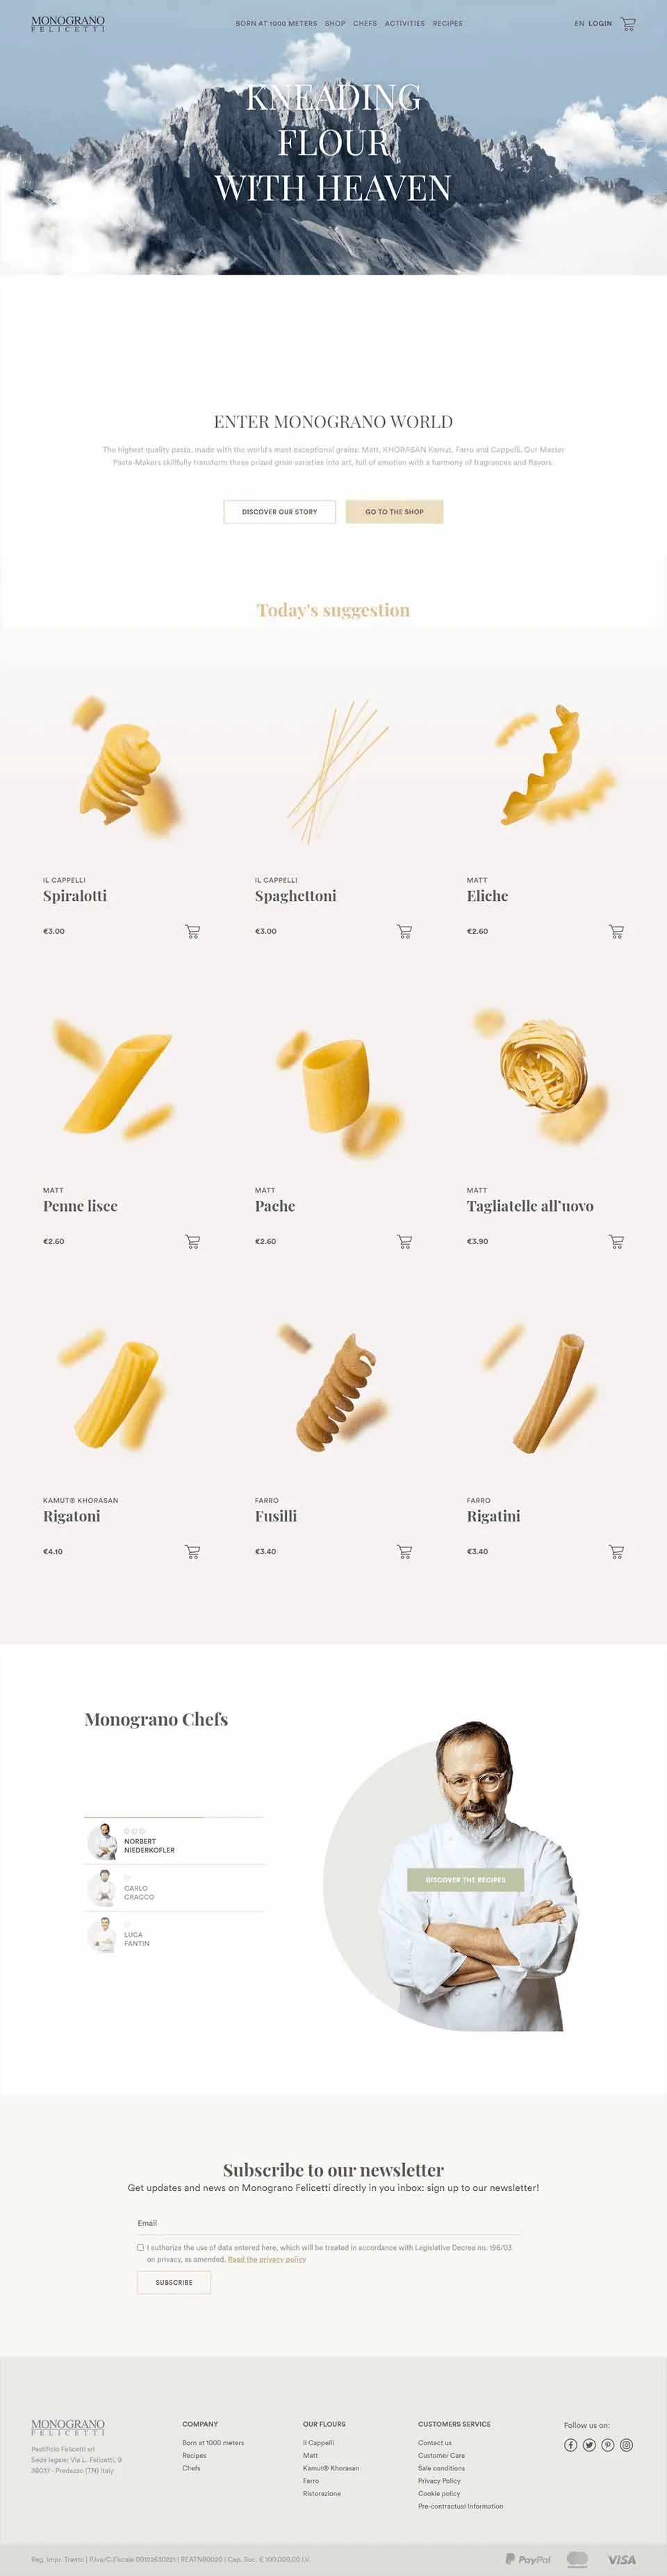 MONOGRANO
FELICETTI
BORN AT 1000 METERS SHOP CHEFS ACTIVITIES RECIPES
EN LOGIN
KNEADING
FLOUR
WITH HEAVEN
ENTER MONOGRANO WORLD
The highest quality pasta, made with the world's most exceptional grains: Matt, KHORASAN Kamut, Farro and Cappelli. Our Master
Pasta-Makers skillfully transform these prized grain varieties into art, full of emotion with a harmony of fragrances and flavors.
DISCOVER OUR STORY
GO TO THE SHOP
Today's suggestion
IL CAPPELLI
Spiralotti
€3.00
IL CAPPELLI
Spaghettoni
€3.00
MATT
Eliche
€2.60
MATT
Penne lisce
€2.60
MATT
Pache
€2.60
MATT
Tagliatelle all'uovo
€3.90
KAMUT® KHORASAN
Rigatoni
€4.10
FARRO
Fusilli
€3.40
FARRO
Rigatini
€3.40
Monograno Chefs
NORBERT
NIEDERKOFLER
CARLO
CRACCO
LUCA
FANTIN
DISCOVER THE RECIPES
Subscribe to our newsletter
Get updates and news on Monograno Felicetti directly in you inbox: sign up to our newsletter!
Email
I authorize the use of data entered here, which will be treated in accordance with Legislative Decree no. 196/03
on privacy, as amended. Read the privacy policy
SUBSCRIBE
MONOGRANO
FELICETTI
Pastificio Felicetti srl
Sede legale: Via L. Felicetti, 9
38037 - Predazzo (TN) Italy
COMPANY
Born at 1000 meters
Recipes
Chefs
OUR FLOURS
Il Cappelli
Matt
Kamut® Khorasan
Farro
Ristorazione
CUSTOMERS SERVICE
Contact us
Customer Care
Sale conditions
Privacy Policy
Cookie policy
Pre-contractual information
Follow us on:
Reg. Impr. Trento | P.Iva/C.Fiscale 00122630221 | REATN80020 | Cap. Soc. € 100.000,00 I.V.
PayPal
VISA